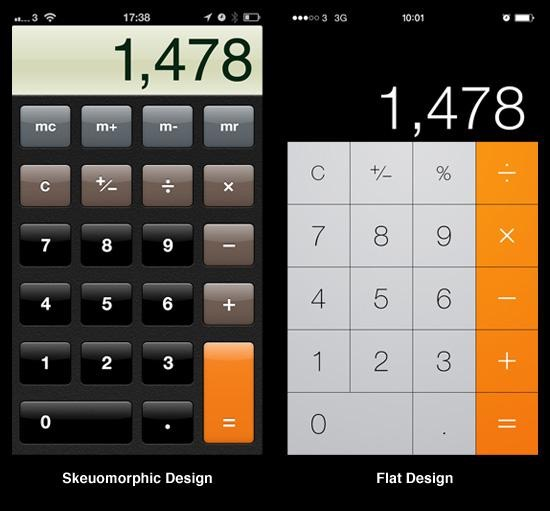 3 17:38
1,478
mc m+ m- mr
C +/− ÷ ×
7 8 9 −
4 5 6 +
1 2 3
0 . =
Skeuomorphic Design
3 3G 10:01
1,478
C +/− % ÷
7 8 9 ×
4 5 6 −
1 2 3 +
0 . =
Flat Design